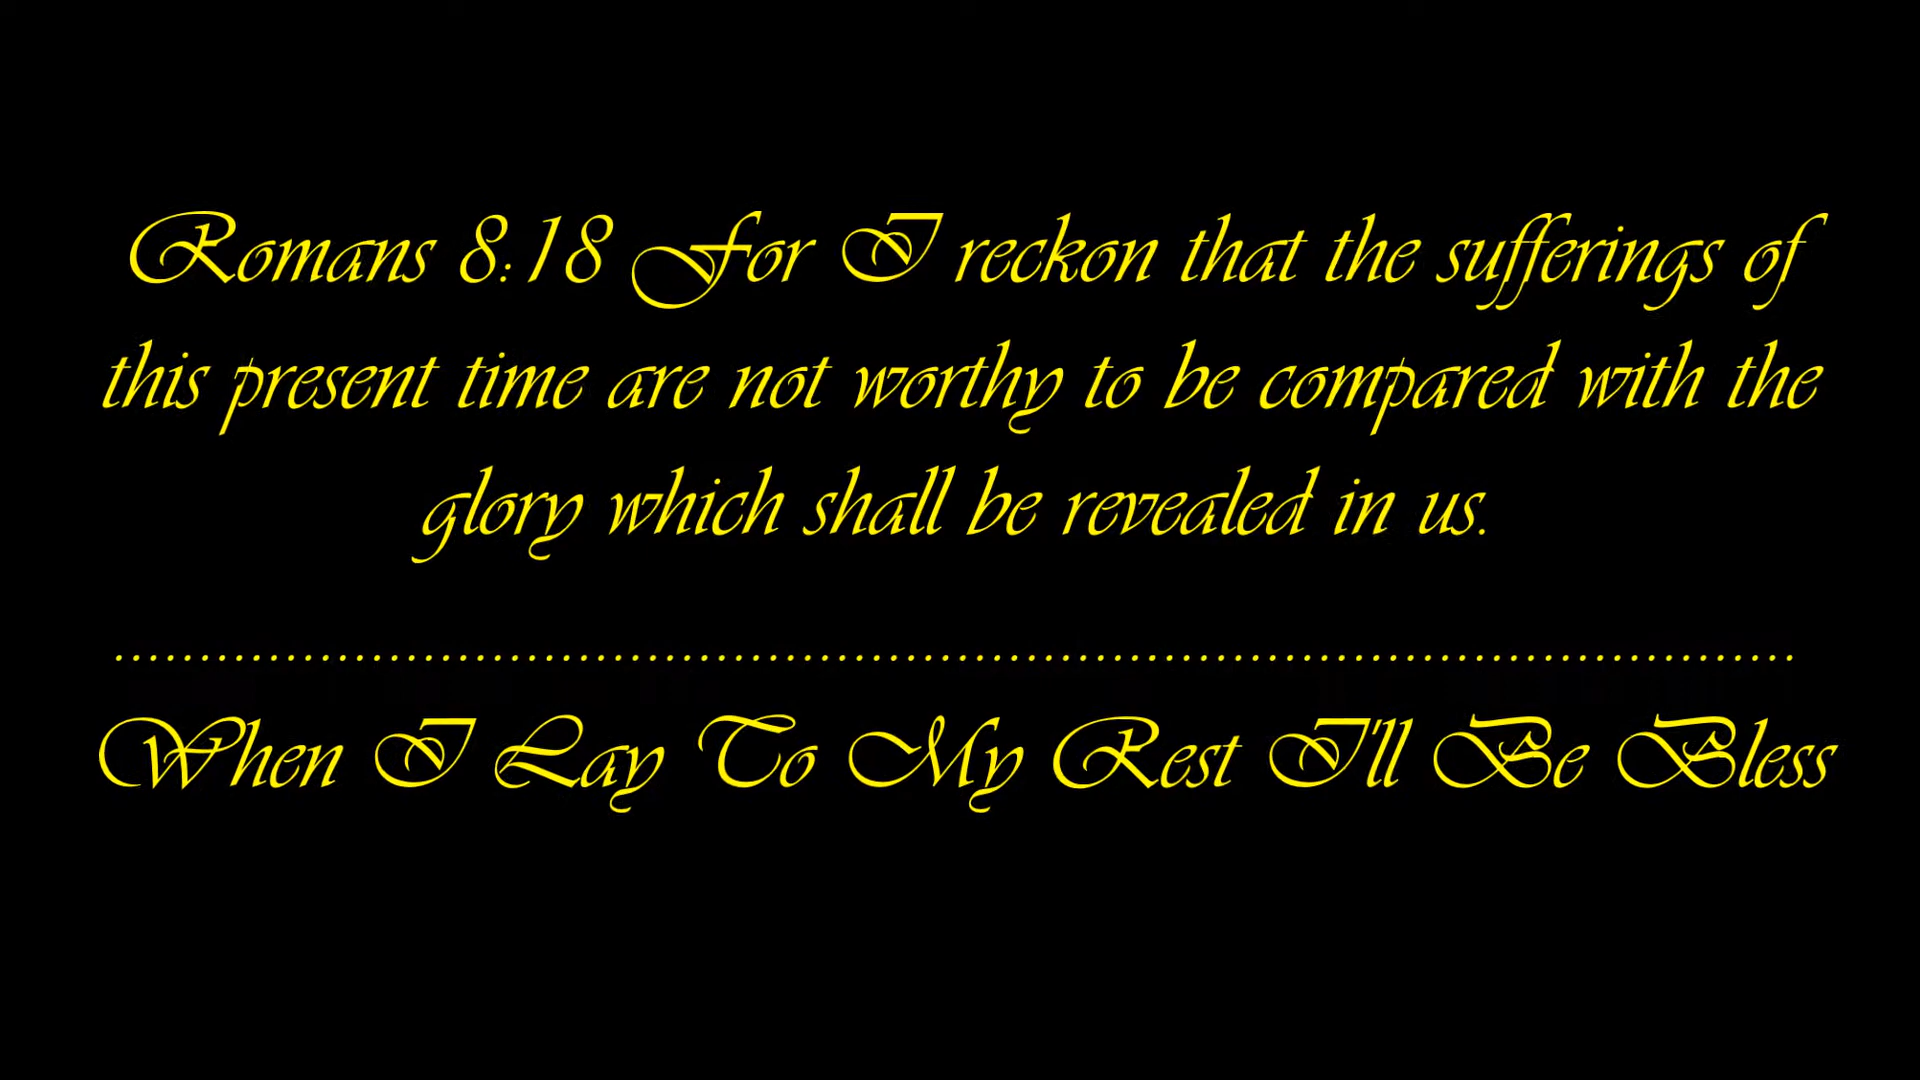 Romans 8:18 For I reckon that the sufferings of
this present time are not worthy to be compared with the
glory which shall be revealed in us.
...............................................................................................
When I Lay To My Rest I'll Be Bless